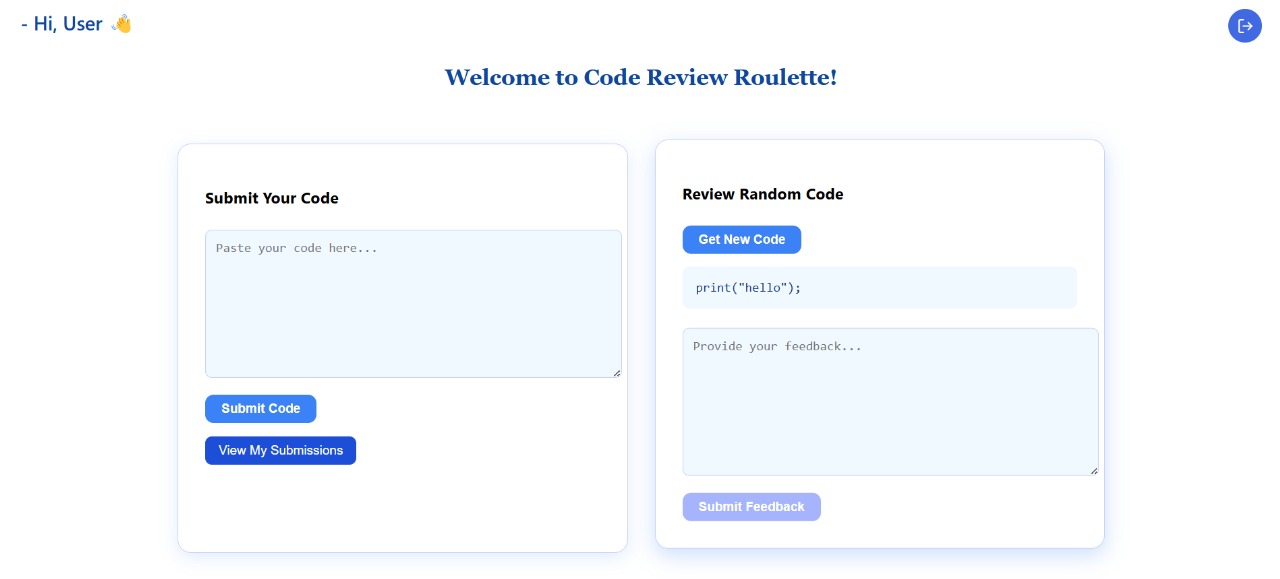 - Hi, User 👋
Welcome to Code Review Roulette!
Submit Your Code
Paste your code here...
Submit Code
View My Submissions
Review Random Code
Get New Code
print("hello");
Provide your feedback...
Submit Feedback